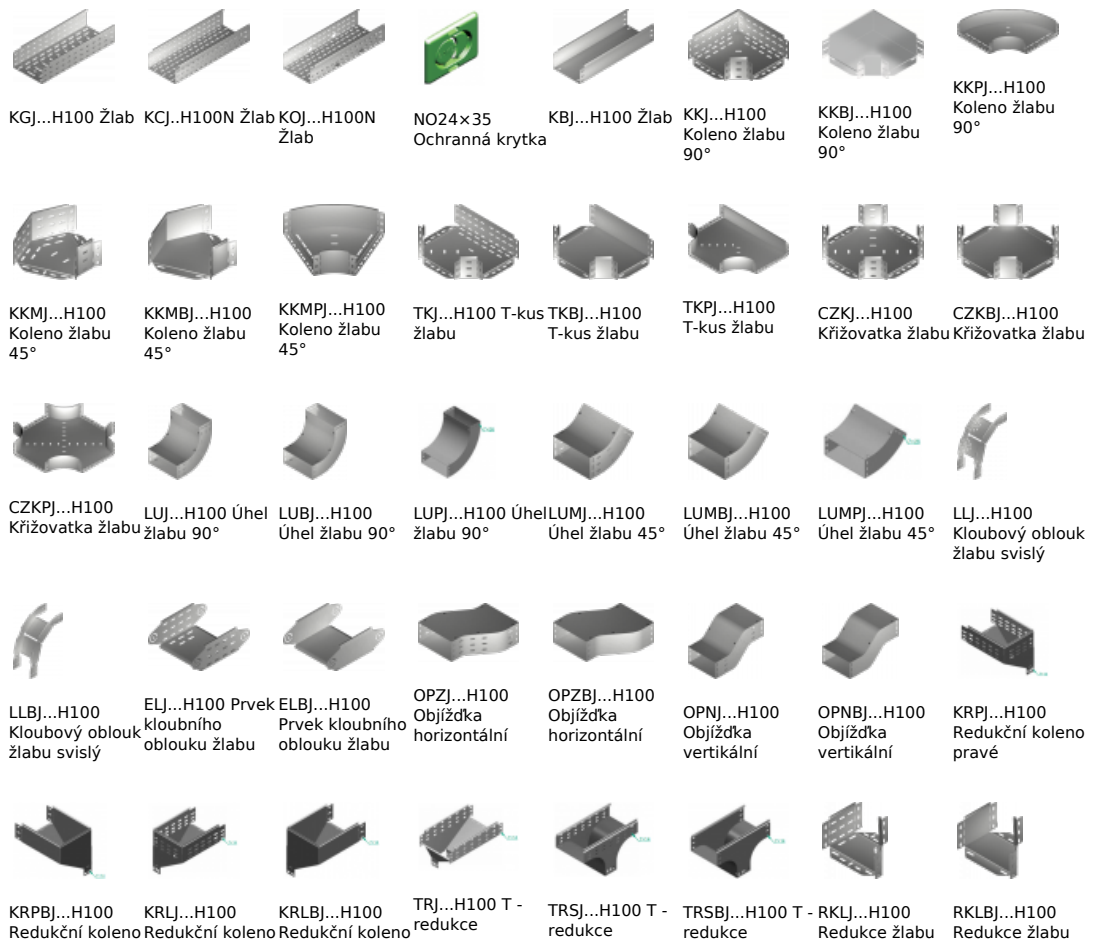 KGJ...H100 Žlab
KCJ..H100N Žlab
KOJ...H100N
Žlab
NO24×35
Ochranná krytka
KBJ...H100 Žlab
KKJ...H100
Koleno žlabu
90°
KKBJ...H100
Koleno žlabu
90°
KKPJ...H100
Koleno žlabu
90°
KKMJ...H100
Koleno žlabu
45°
KKMBJ...H100
Koleno žlabu
45°
KKMPJ...H100
Koleno žlabu
45°
TKJ...H100 T-kus
žlabu
TKBJ...H100
T-kus žlabu
TKPJ...H100
T-kus žlabu
CZKJ...H100
Křižovatka žlabu
CZKBJ...H100
Křižovatka žlabu
CZKPJ...H100
Křižovatka žlabu
LUJ...H100 Úhel
žlabu 90°
LUBJ...H100
Úhel žlabu 90°
LUPJ...H100 Úhel
žlabu 90°
LUMJ...H100
Úhel žlabu 45°
LUMBJ...H100
Úhel žlabu 45°
LUMPJ...H100
Úhel žlabu 45°
LLJ...H100
Kloubový oblouk
žlabu svislý
LLBJ...H100
Kloubový oblouk
žlabu svislý
ELJ...H100 Prvek
kloubního
oblouku žlabu
ELBJ...H100
Prvek kloubního
oblouku žlabu
OPZJ...H100
Objížďka
horizontální
OPZBJ...H100
Objížďka
horizontální
OPNJ...H100
Objížďka
vertikální
OPNBJ...H100
Objížďka
vertikální
KRPJ...H100
Redukční koleno
pravé
KRPBJ...H100
Redukční koleno
KRLJ...H100
Redukční koleno
KRLBJ...H100
Redukční koleno
TRJ...H100 T -
redukce
TRSJ...H100 T -
redukce
TRSBJ...H100 T -
redukce
RKLJ...H100
Redukce žlabu
RKLBJ...H100
Redukce žlabu